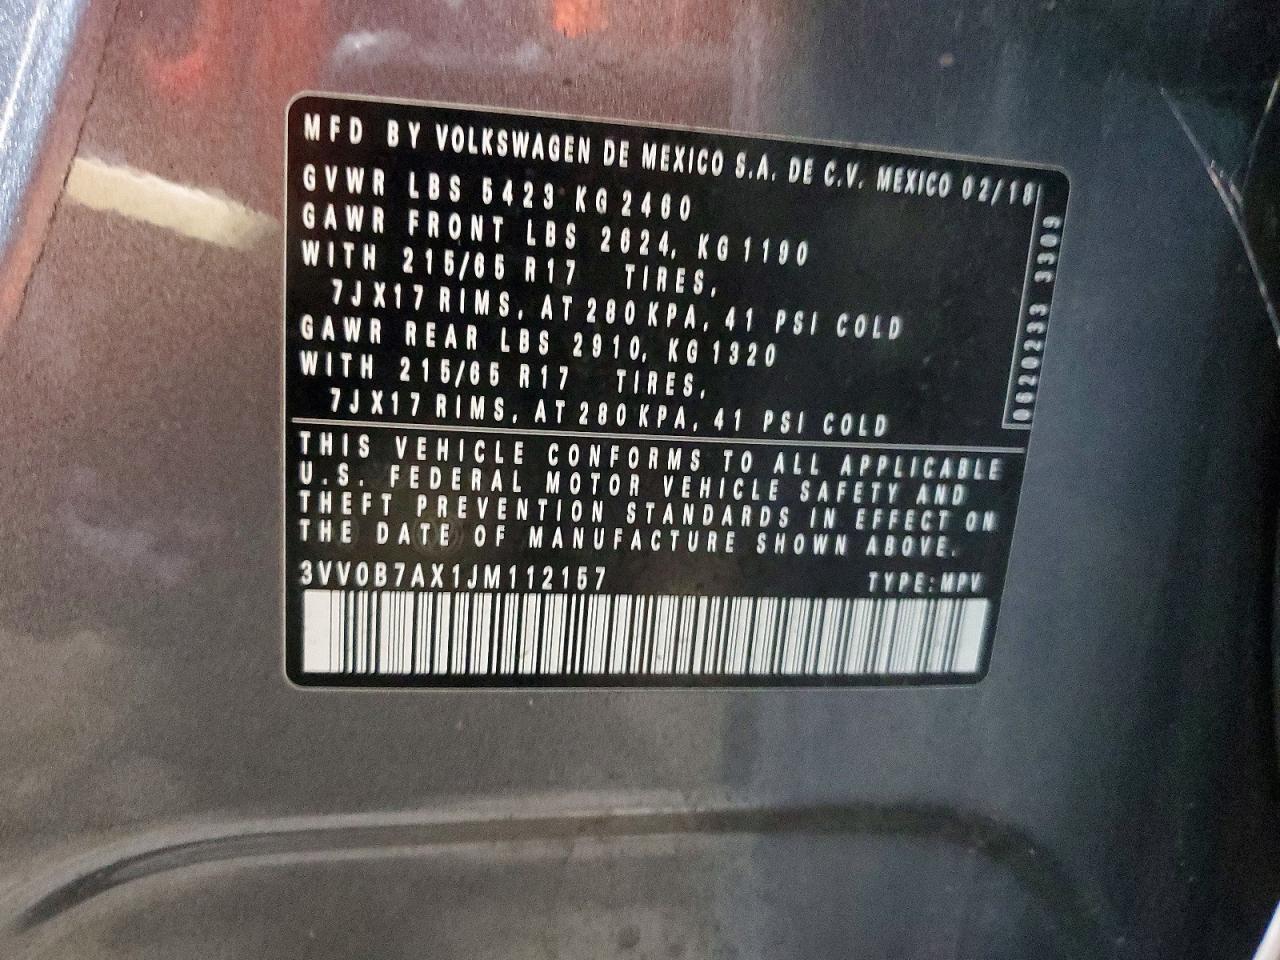 MFD BY VOLKSWAGEN DE MEXICO S.A. DE C.V. MEXICO 02/18
GVWR LBS 5423 KG 2460
GAWR FRONT LBS 2624, KG 1190
WITH 215/65 R17 TIRES,
7JX17 RIMS, AT 280 KPA, 41 PSI COLD
GAWR REAR LBS 2910, KG 1320
WITH 215/65 R17 TIRES,
7JX17 RIMS, AT 280 KPA, 41 PSI COLD
0620233 3309
THIS VEHICLE CONFORMS TO ALL APPLICABLE
U.S. FEDERAL MOTOR VEHICLE SAFETY AND
THEFT PREVENTION STANDARDS IN EFFECT ON
THE DATE OF MANUFACTURE SHOWN ABOVE.
3VV0B7AX1JM112157 TYPE:MPV